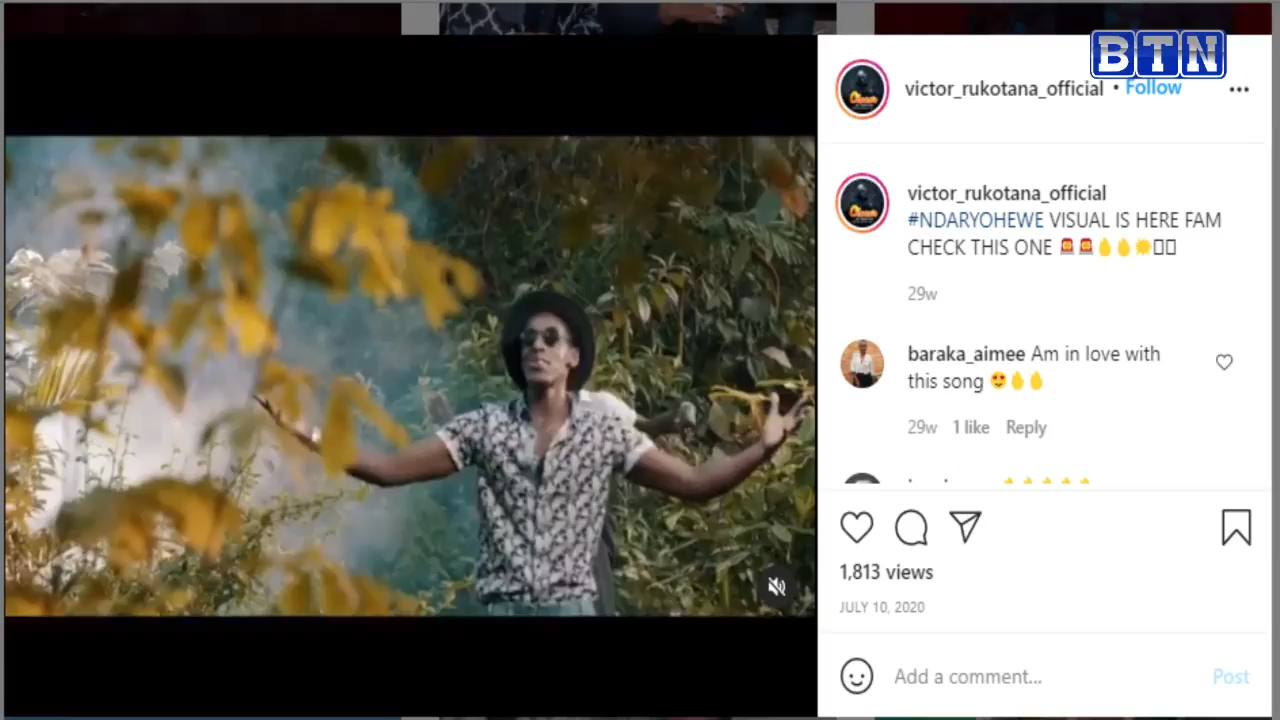 BTN
victor_rukotana_official • Follow
victor_rukotana_official
#NDARYOHEWE VISUAL IS HERE FAM
CHECK THIS ONE
29w
baraka_aimee Am in love with
this song
29w 1 like Reply
1,813 views
JULY 10, 2020
Add a comment... Post